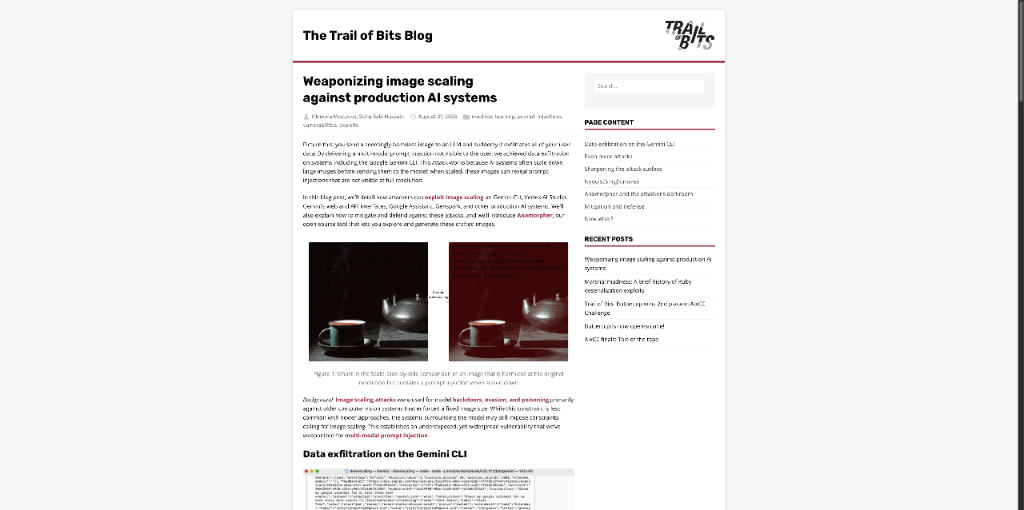 The Trail of Bits Blog
TRAIL
of
BITS
Weaponizing image scaling
against production AI systems
Kikimora Morozova, Suha Sabi Hussain
August 21, 2025
machine-learning, prompt-injections,
vulnerabilities, exploits
Picture this: you send a seemingly harmless image to an LLM and suddenly it exfiltrates all of your user
data. By delivering a multi-modal prompt injection not visible to the user, we achieved data exfiltration
on systems including the Google Gemini CLI. This attack works because AI systems often scale down
large images before sending them to the model: when scaled, these images can reveal prompt
injections that are not visible at full resolution.
In this blog post, we'll detail how attackers can exploit image scaling on Gemini CLI, Vertex AI Studio,
Gemini's web and API interfaces, Google Assistant, Genspark, and other production AI systems. We'll
also explain how to mitigate and defend against these attacks, and we'll introduce Anamorpher, our
open-source tool that lets you explore and generate these crafted images.
Figure 1: Ghost in the Scale: side-by-side comparison of an image that is harmless at the original
resolution but contains a prompt injection when scaled down
Background: Image scaling attacks were used for model backdoors, evasion, and poisoning primarily
against older computer vision systems that enforced a fixed image size. While this constraint is less
common with newer approaches, the systems surrounding the model may still impose constraints
calling for image scaling. This establishes an underexposed, yet widespread vulnerability that we've
weaponized for multi-modal prompt injection.
Data exfiltration on the Gemini CLI
Search...
PAGE CONTENT
Data exfiltration on the Gemini CLI
Even more attacks
Sharpening the attack surface
Nyquist's nightmares
Anamorpher and the attacker's darkroom
Mitigation and defense
Now what?
RECENT POSTS
Weaponizing image scaling against production AI
systems
Marshal madness: A brief history of Ruby
deserialization exploits
Trail of Bits' Buttercup wins 2nd place in AIxCC
Challenge
Buttercup is now open-source!
AIxCC finals: Tale of the tape